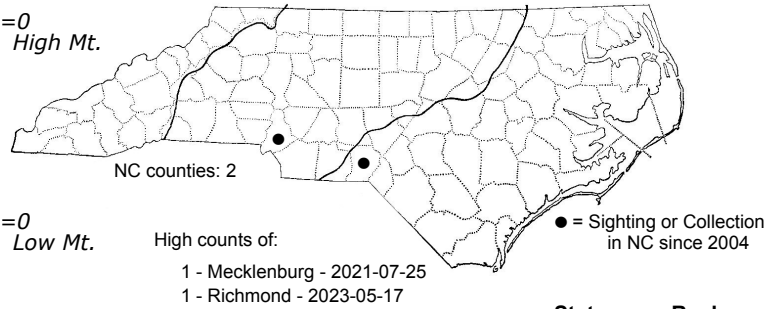 =0
High Mt.
NC counties: 2
=0
Low Mt.
● = Sighting or Collection
in NC since 2004
High counts of:
1 - Mecklenburg - 2021-07-25
1 - Richmond - 2023-05-17